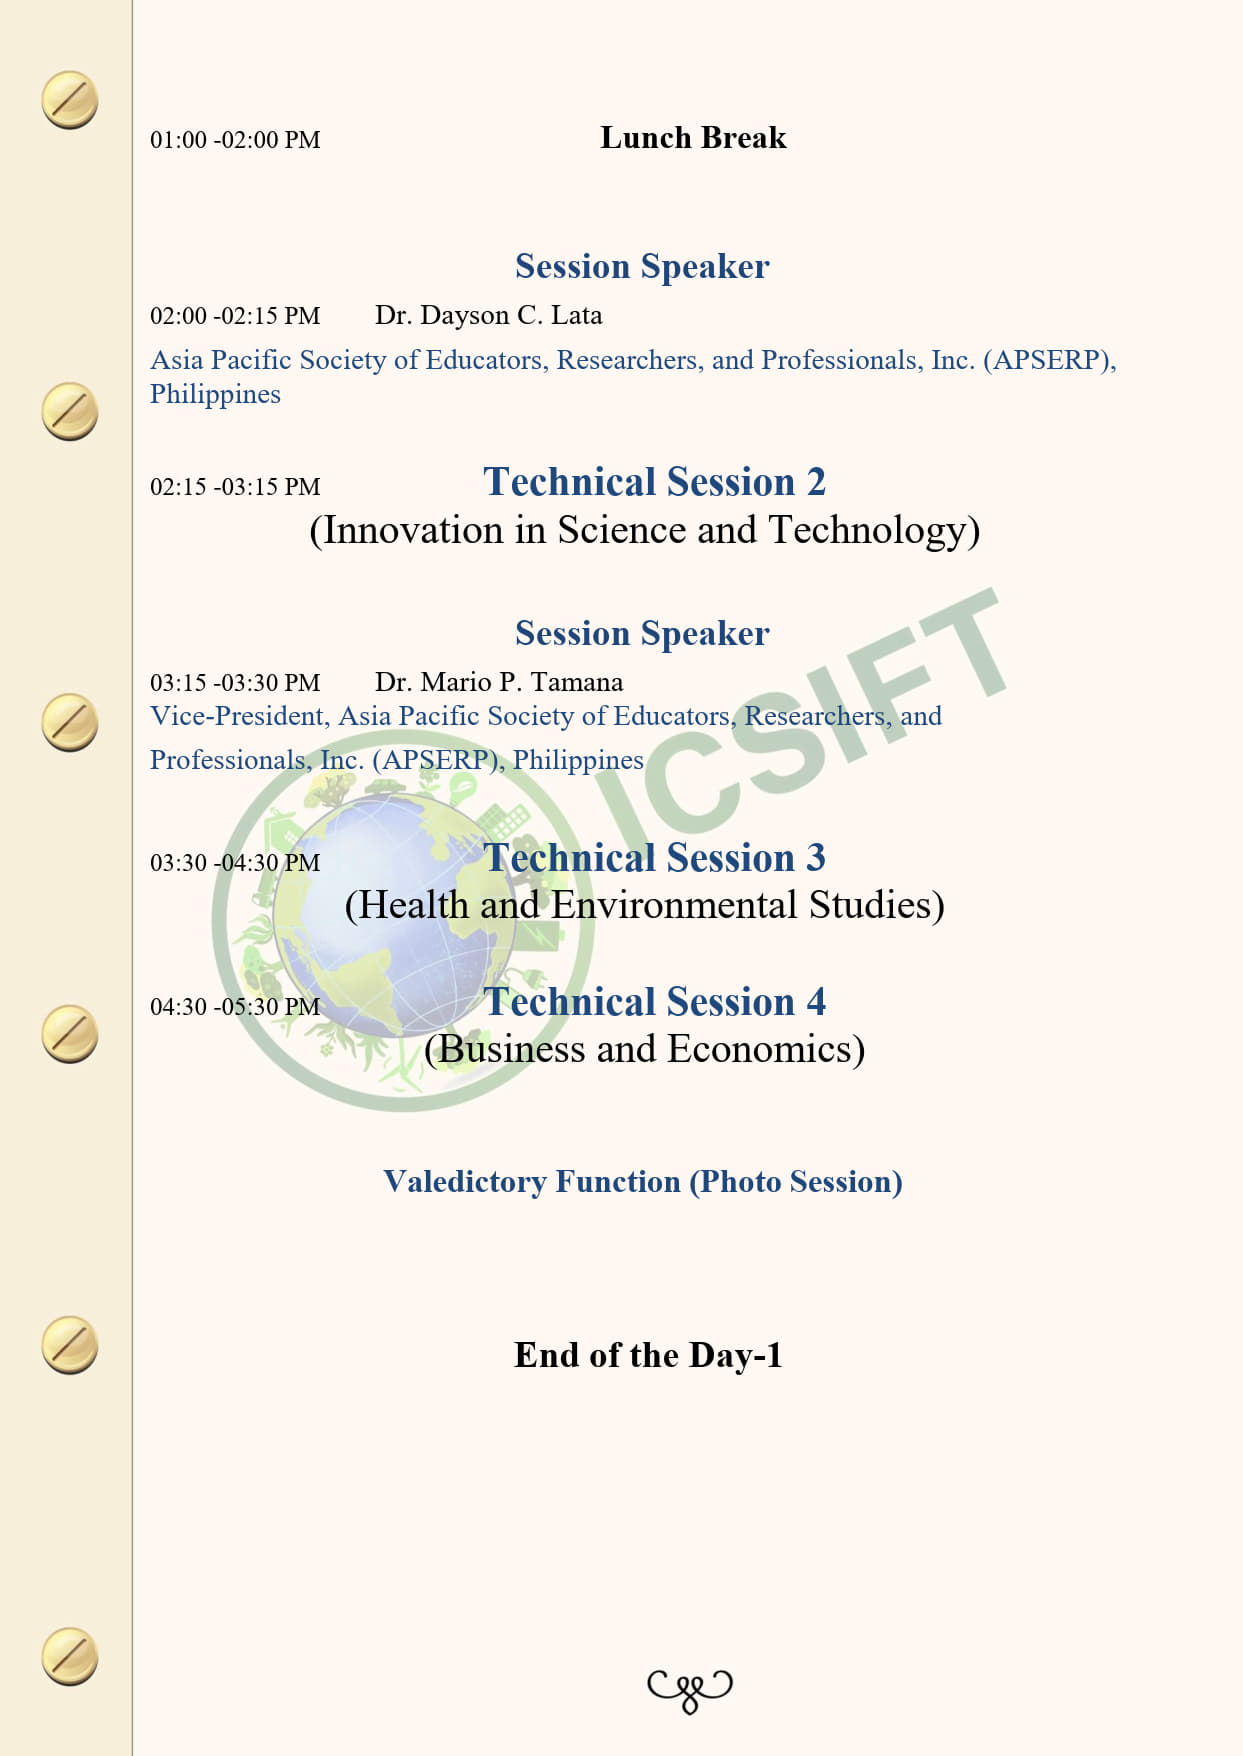 01:00 -02:00 PM Lunch Break
Session Speaker
02:00 -02:15 PM Dr. Dayson C. Lata
Asia Pacific Society of Educators, Researchers, and Professionals, Inc. (APSERP),
Philippines
02:15 -03:15 PM Technical Session 2
(Innovation in Science and Technology)
Session Speaker
03:15 -03:30 PM Dr. Mario P. Tamana
Vice-President, Asia Pacific Society of Educators, Researchers, and
Professionals, Inc. (APSERP), Philippines
ICSIFT
03:30 -04:30 PM Technical Session 3
(Health and Environmental Studies)
04:30 -05:30 PM Technical Session 4
(Business and Economics)
Valedictory Function (Photo Session)
End of the Day-1